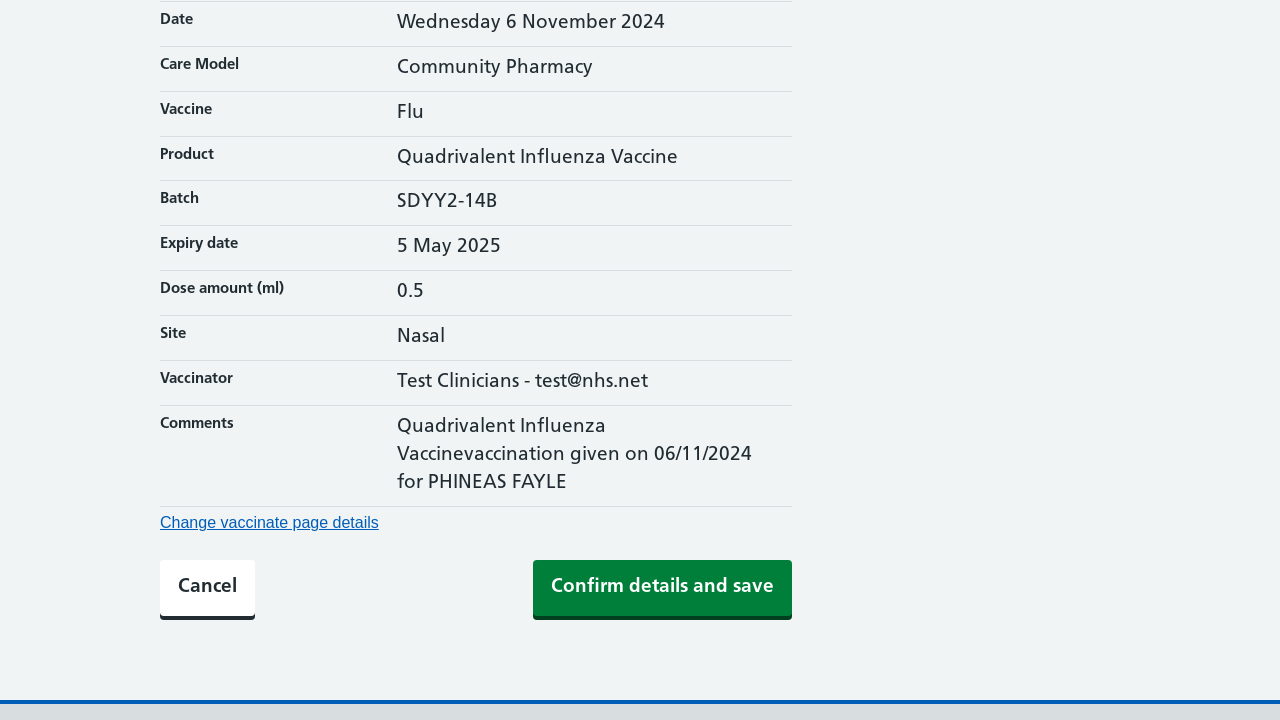 Date Wednesday 6 November 2024
Care Model Community Pharmacy
Vaccine Flu
Product Quadrivalent Influenza Vaccine
Batch SDYY2-14B
Expiry date 5 May 2025
Dose amount (ml) 0.5
Site Nasal
Vaccinator Test Clinicians - test@nhs.net
Comments Quadrivalent Influenza
Vaccinevaccination given on 06/11/2024
for PHINEAS FAYLE
Change vaccinate page details
Cancel Confirm details and save